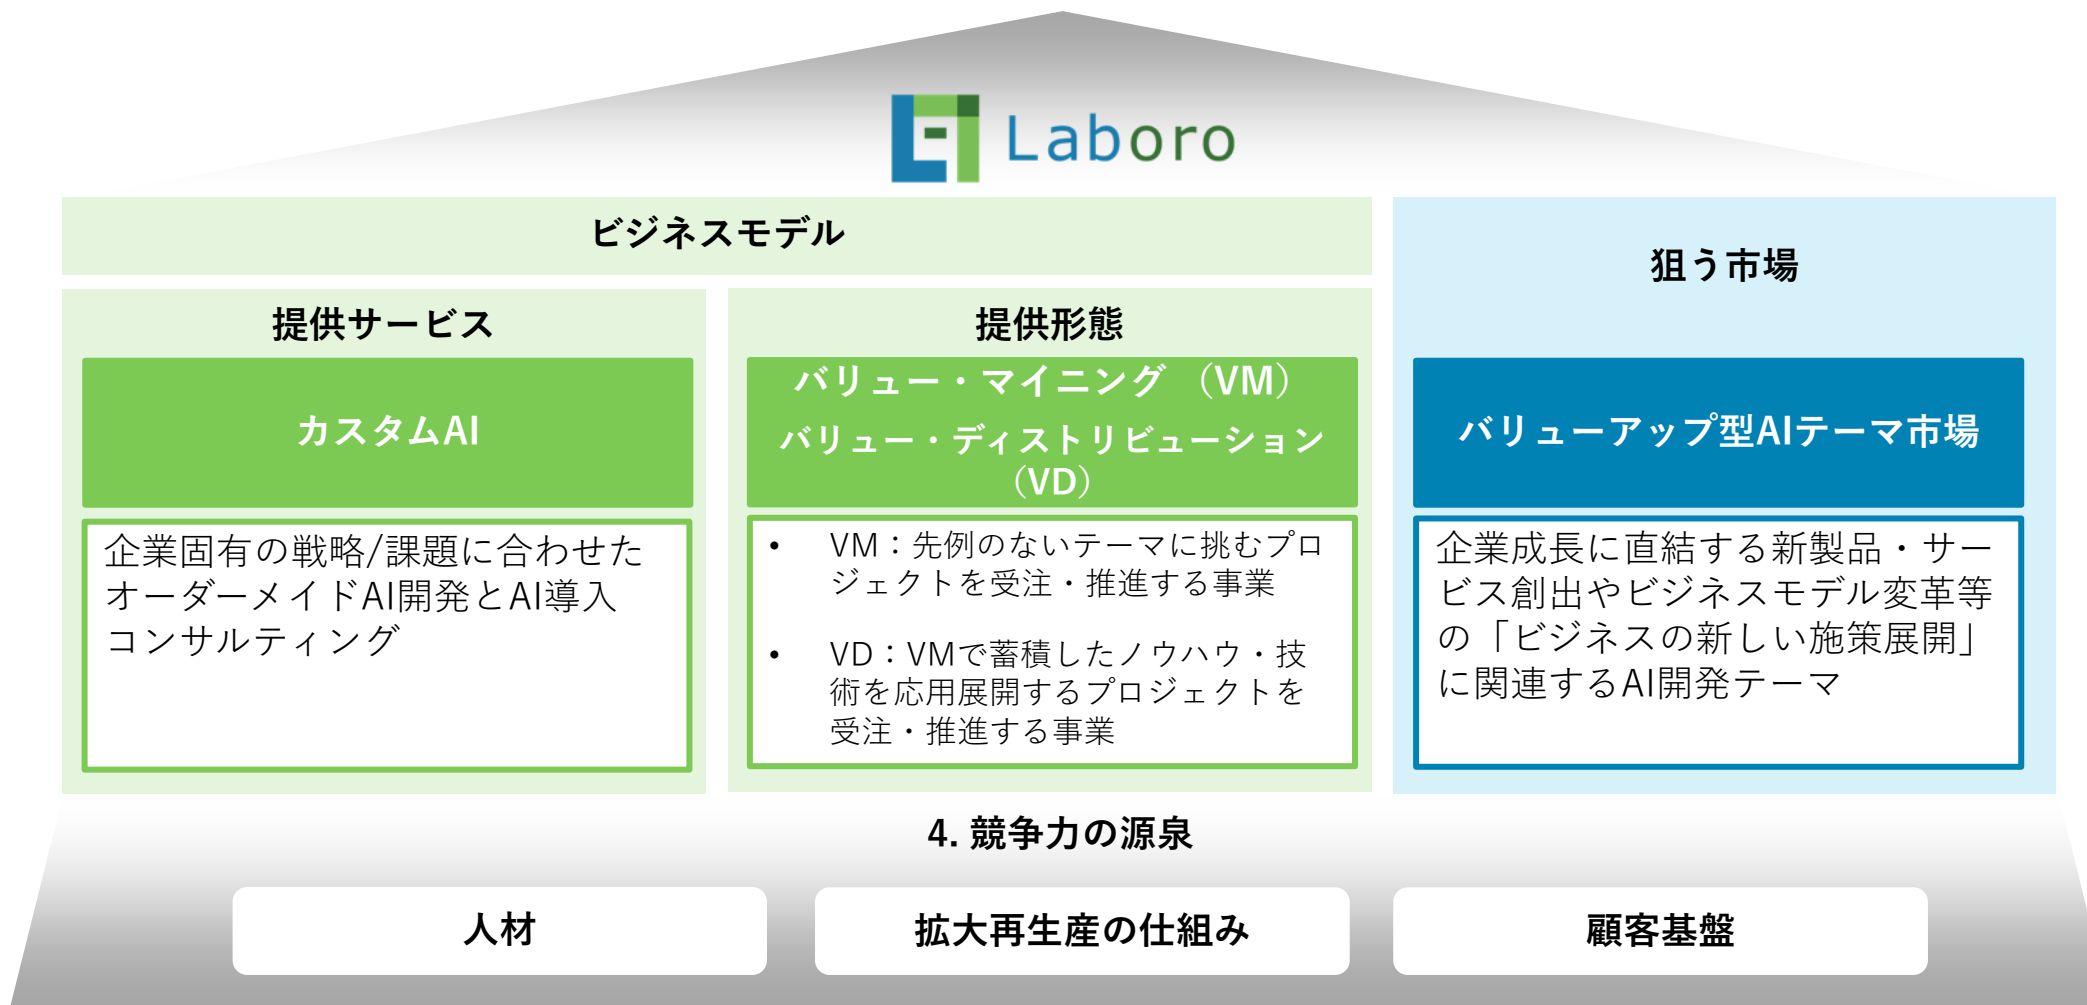 Laboro
ビジネスモデル
狙う市場
提供サービス
カスタムAI
企業固有の戦略/課題に合わせた
オーダーメイドAI開発とAI導入
コンサルティング
提供形態
バリュー・マイニング （VM）
バリュー・ディストリビューション
（VD）
• VM：先例のないテーマに挑むプロ
ジェクトを受注・推進する事業
• VD：VMで蓄積したノウハウ・技
術を応用展開するプロジェクトを
受注・推進する事業
バリューアップ型AIテーマ市場
企業成長に直結する新製品・サー
ビス創出やビジネスモデル変革等
の「ビジネスの新しい施策展開」
に関連するAI開発テーマ
4. 競争力の源泉
人材
拡大再生産の仕組み
顧客基盤